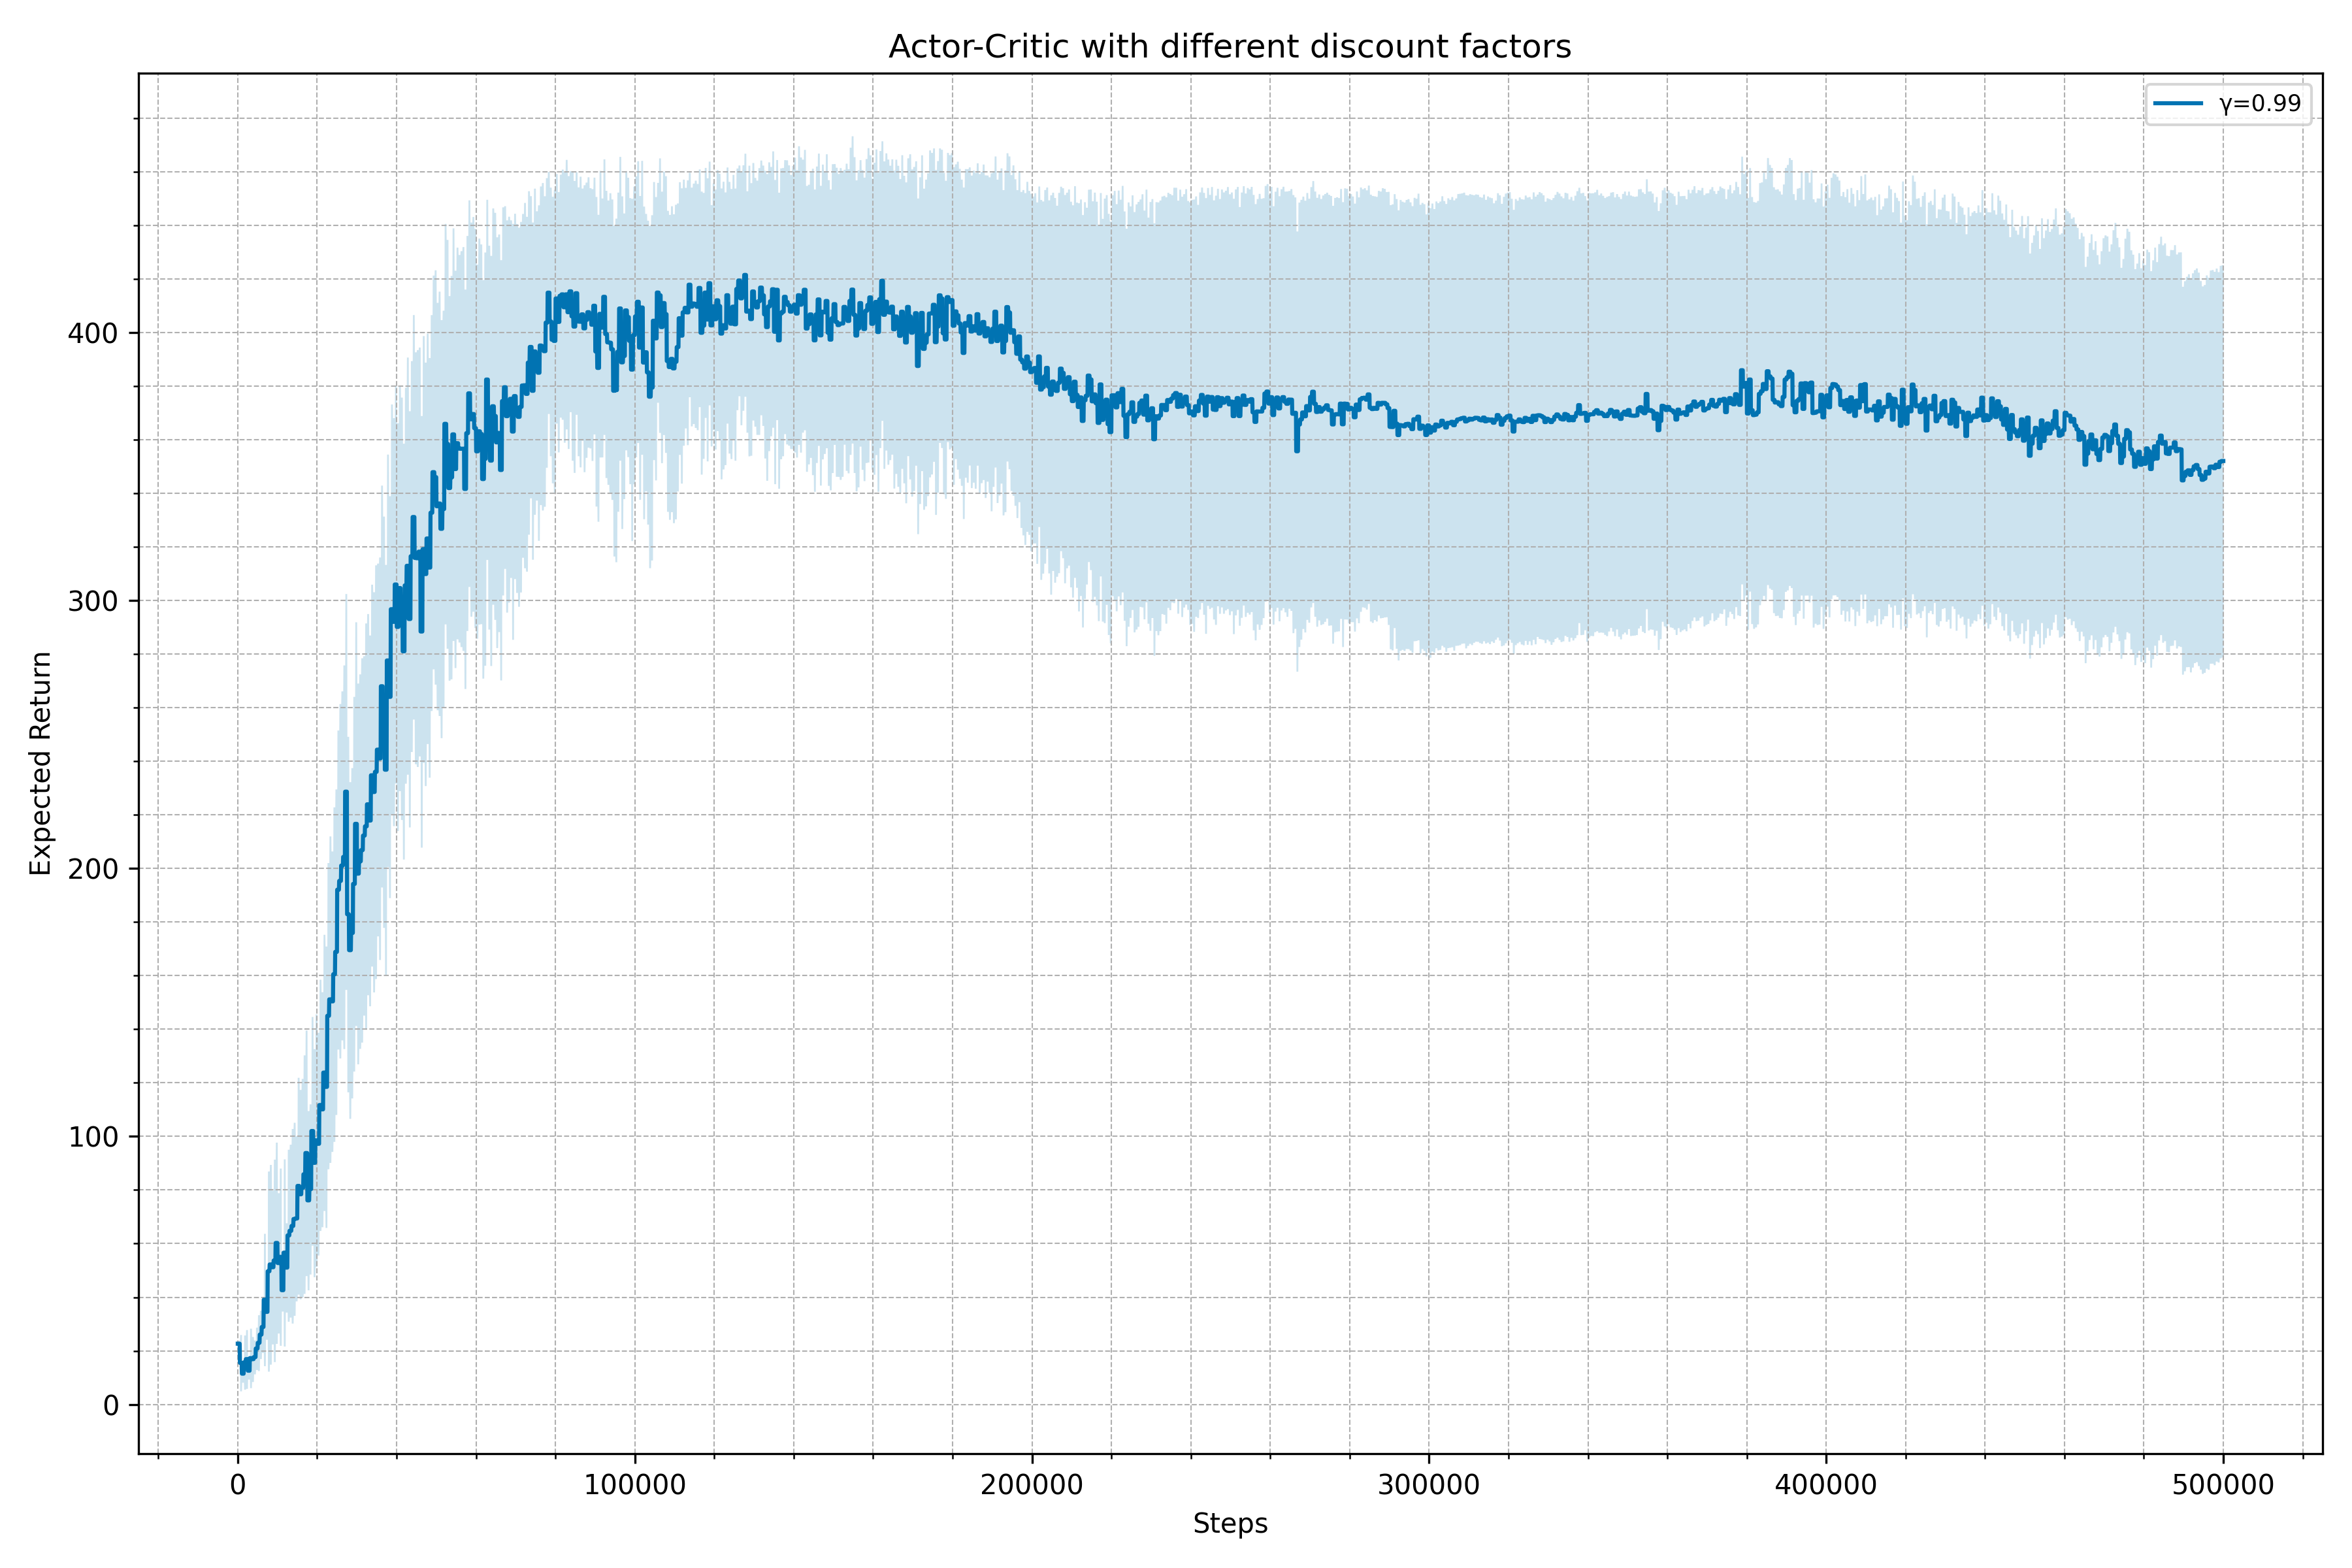 Actor-Critic with different discount factors
γ=0.99
Expected Return
400
300
200
100
0
0 100000 200000 300000 400000 500000
Steps